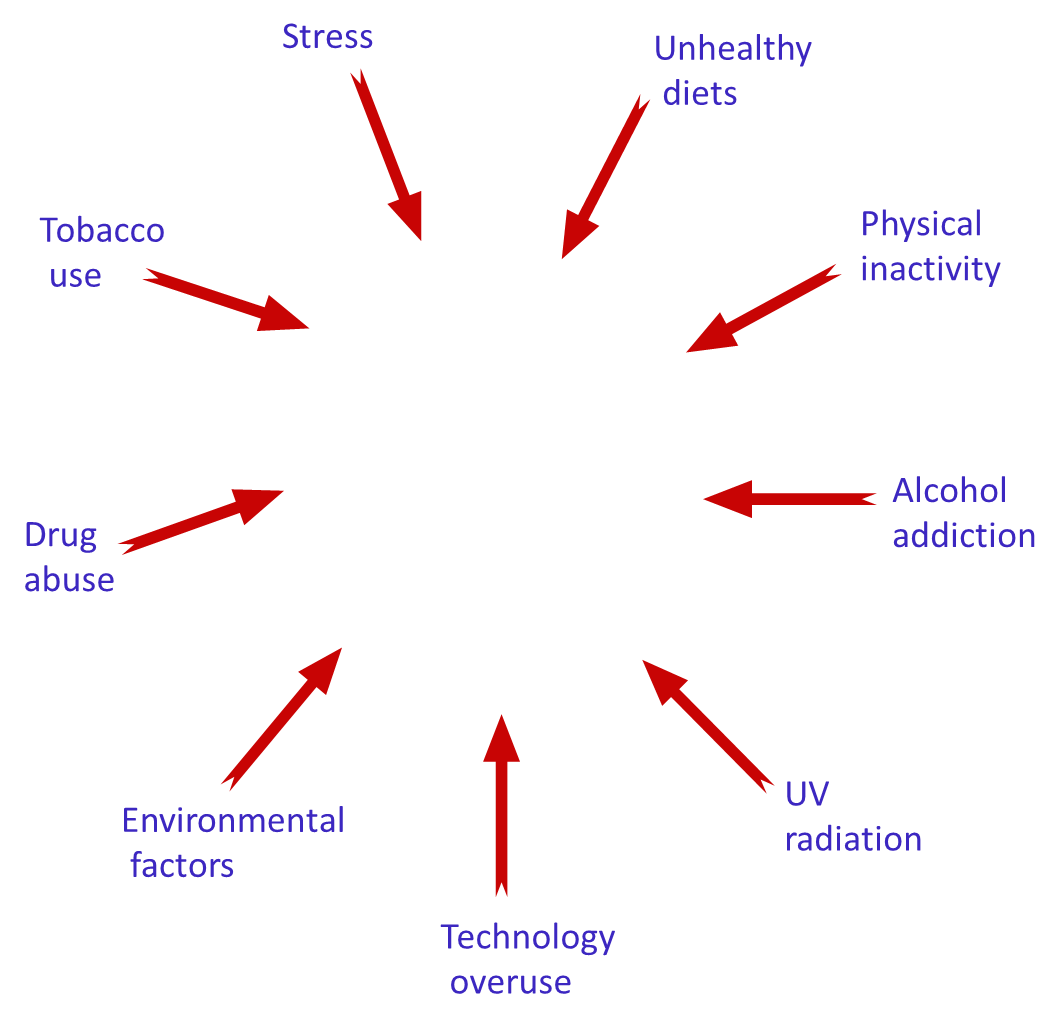 Stress
Unhealthy
diets
Tobacco
use
Physical
inactivity
Alcohol
addiction
Drug
abuse
UV
radiation
Environmental
factors
Technology
overuse